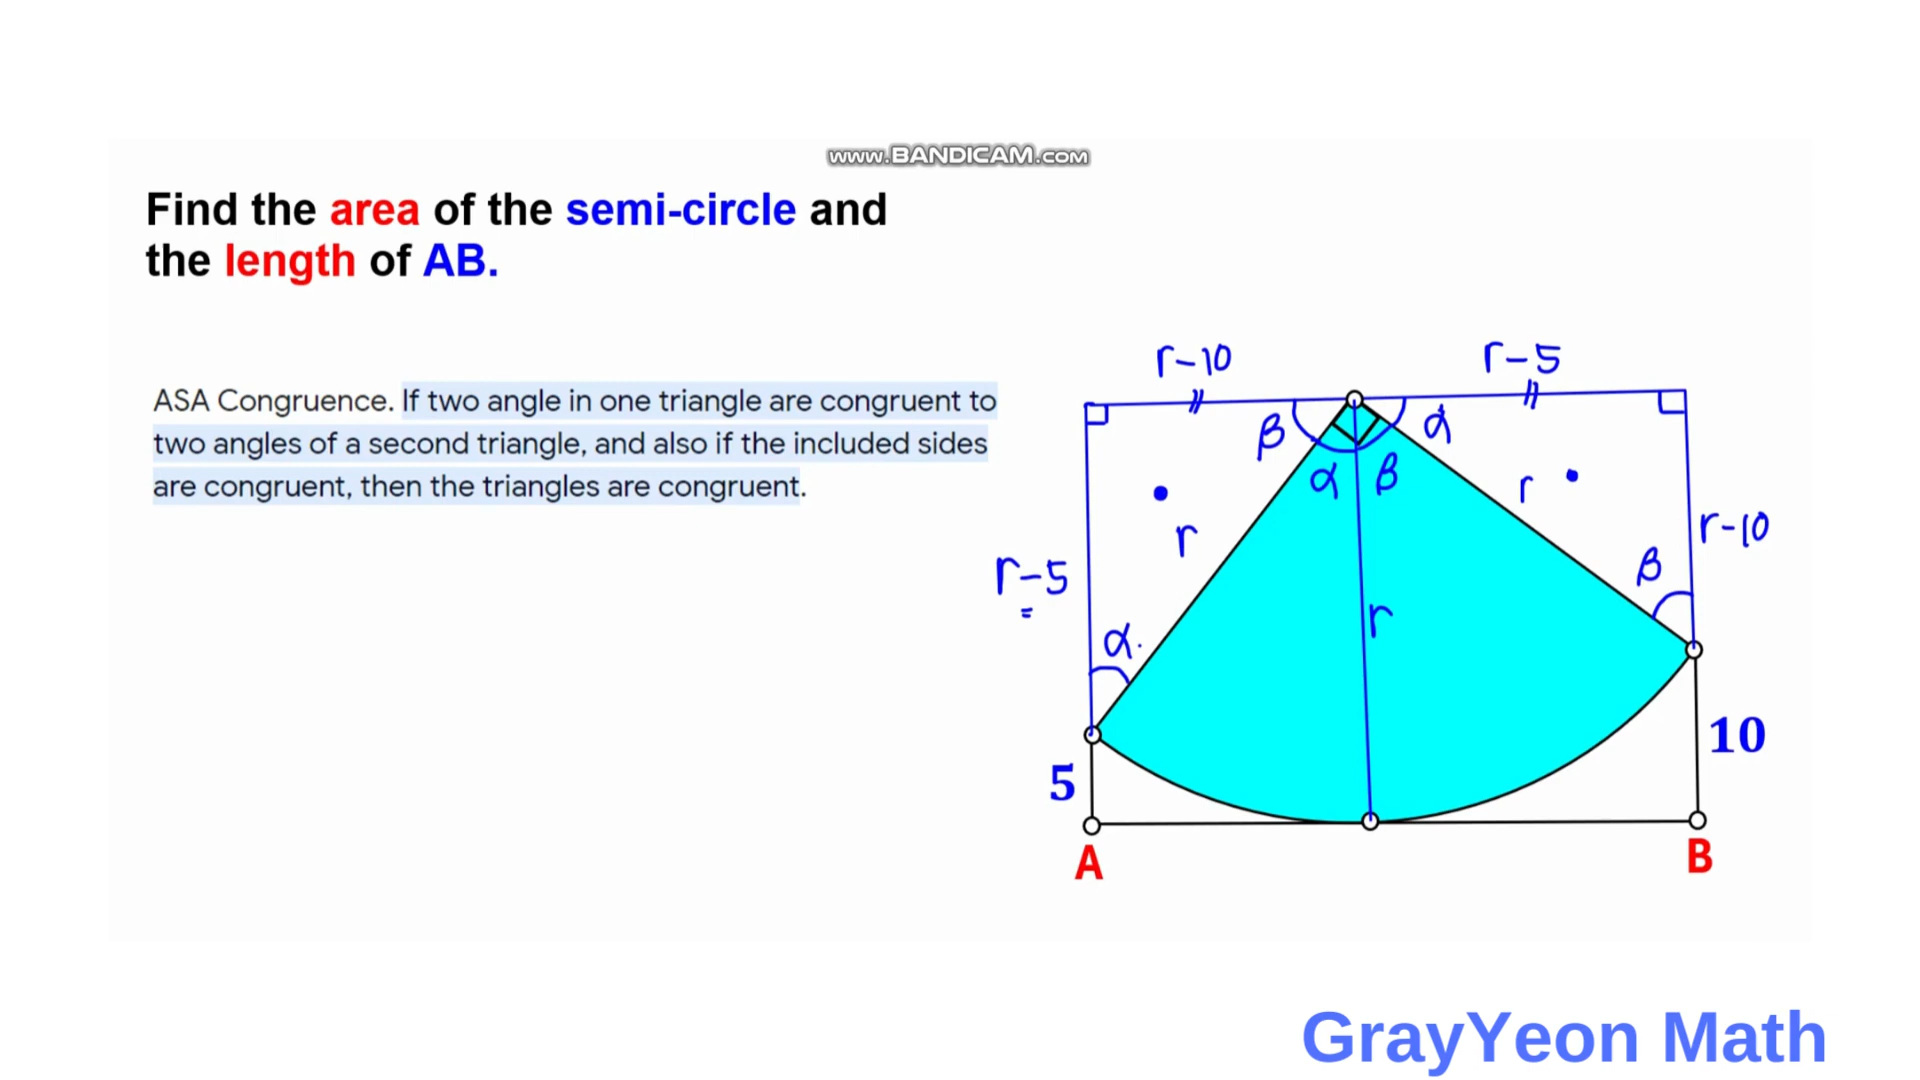 www.BANDICAM.com
Find the area of the semi-circle and
the length of AB.
ASA Congruence. If two angle in one triangle are congruent to
two angles of a second triangle, and also if the included sides
are congruent, then the triangles are congruent.
r-10
r-5
β
α
α
β
r
r
r-10
r-5
β
r
α
10
5
A
B
GrayYeon Math